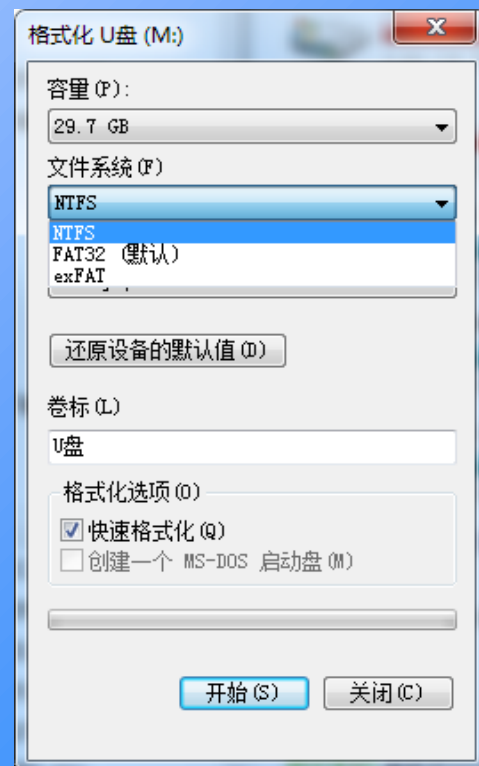 格式化 U盘 (M:)
容量(P):
29.7 GB
文件系统(F)
NTFS
NTFS
FAT32 (默认)
exFAT
还原设备的默认值(D)
卷标(L)
U盘
格式化选项(O)
快速格式化(Q)
创建一个 MS-DOS 启动盘(M)
开始(S)
关闭(C)